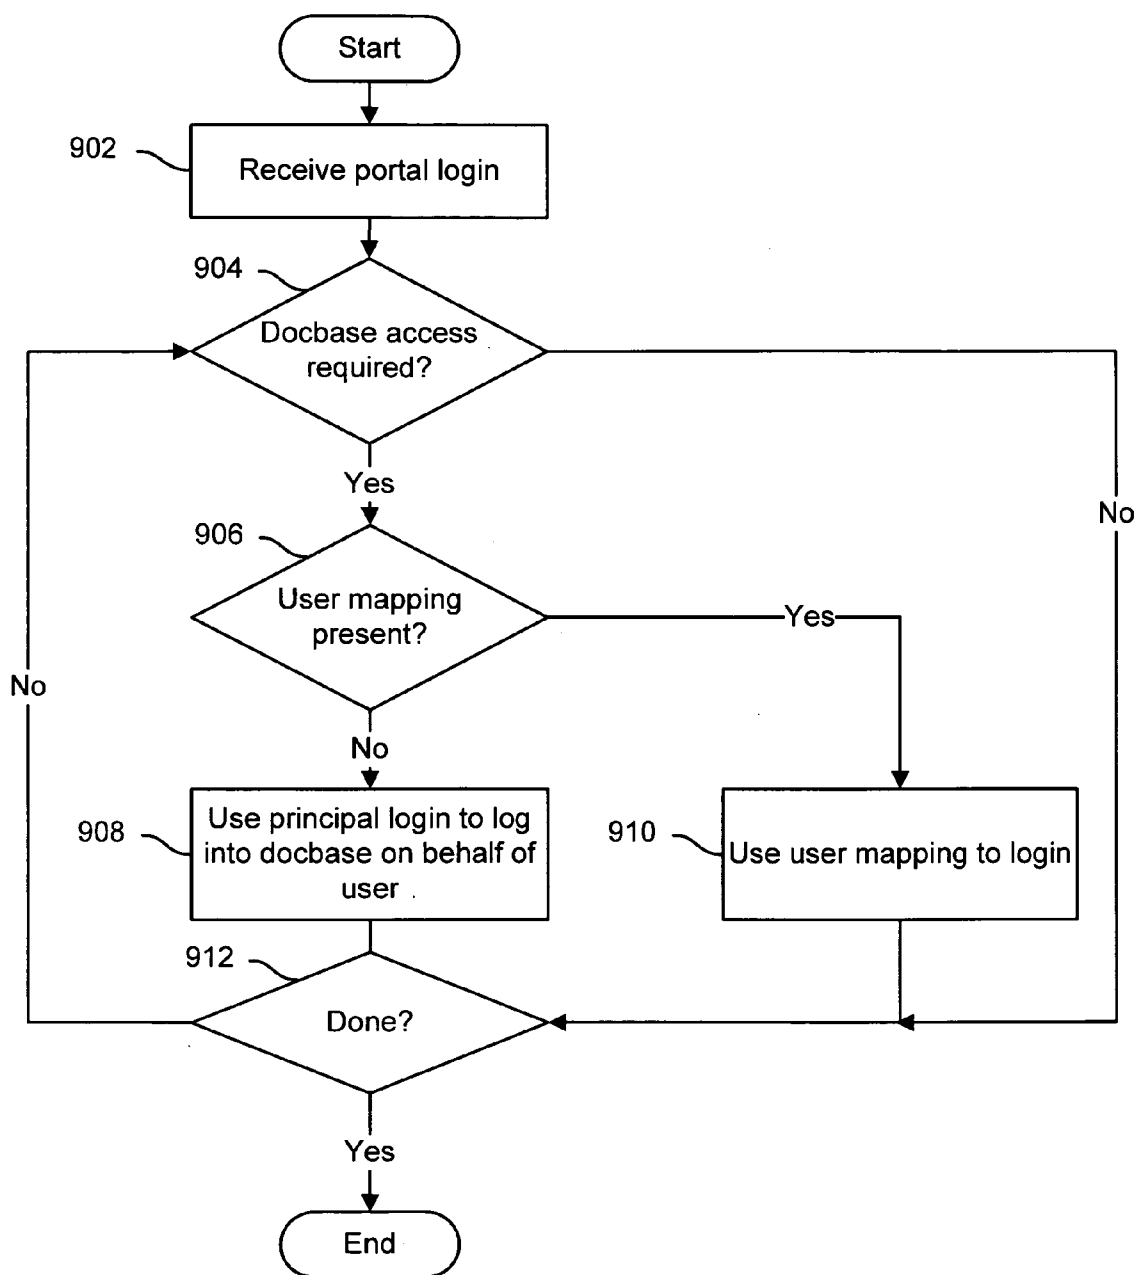 Start
902
Receive portal login
904
Docbase access
required?
Yes
No
906
User mapping
present?
Yes
No
No
908
Use principal login to log
into docbase on behalf of
user
910
Use user mapping to login
912
Done?
Yes
End